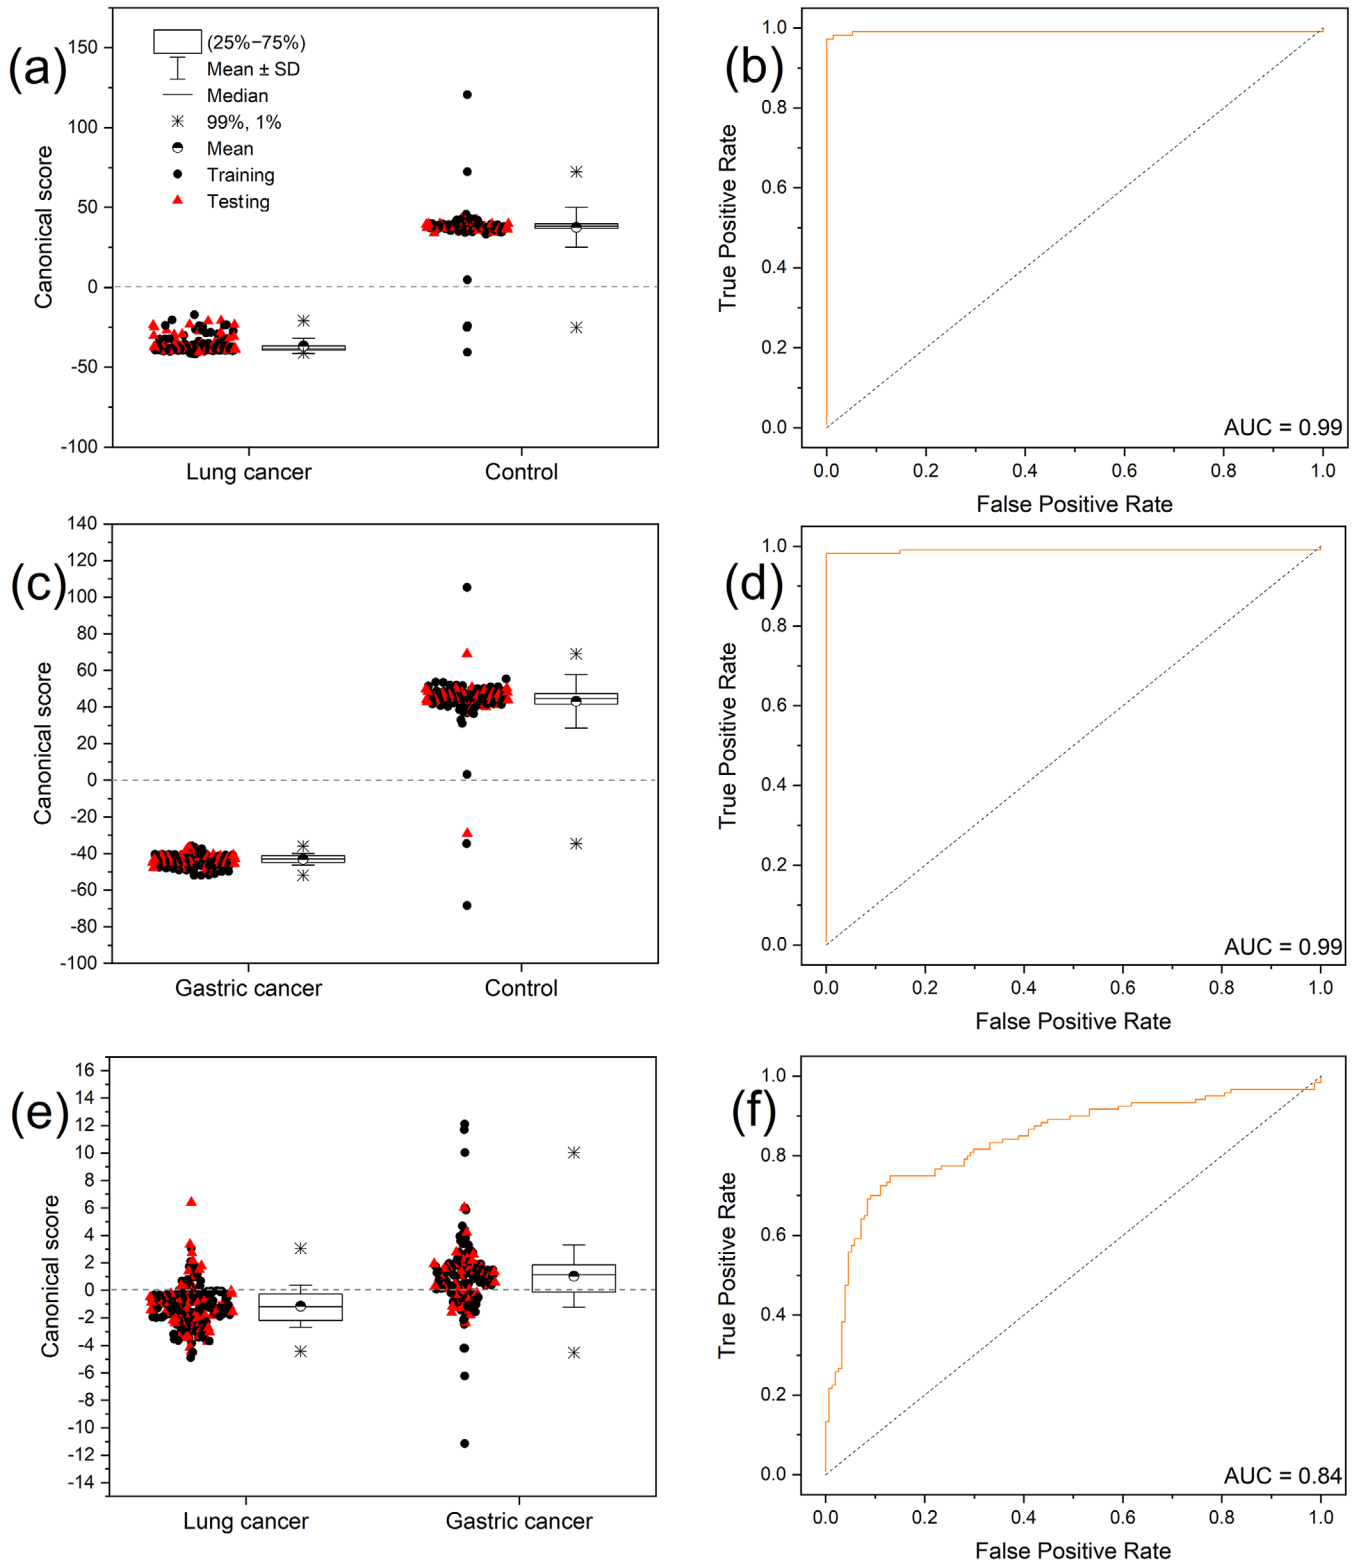 (a)
Canonical score
150
100
50
0
-50
-100
(25%−75%)
Mean ± SD
Median
99%, 1%
Mean
Training
Testing
Lung cancer
Control
(b)
True Positive Rate
1.0
0.8
0.6
0.4
0.2
0.0
AUC = 0.99
0.0 0.2 0.4 0.6 0.8 1.0
False Positive Rate
(c)
Canonical score
140
120
100
80
60
40
20
0
-20
-40
-60
-80
-100
Gastric cancer
Control
(d)
True Positive Rate
1.0
0.8
0.6
0.4
0.2
0.0
AUC = 0.99
0.0 0.2 0.4 0.6 0.8 1.0
False Positive Rate
(e)
Canonical score
16
14
12
10
8
6
4
2
0
-2
-4
-6
-8
-10
-12
-14
Lung cancer
Gastric cancer
(f)
True Positive Rate
1.0
0.8
0.6
0.4
0.2
0.0
AUC = 0.84
0.0 0.2 0.4 0.6 0.8 1.0
False Positive Rate